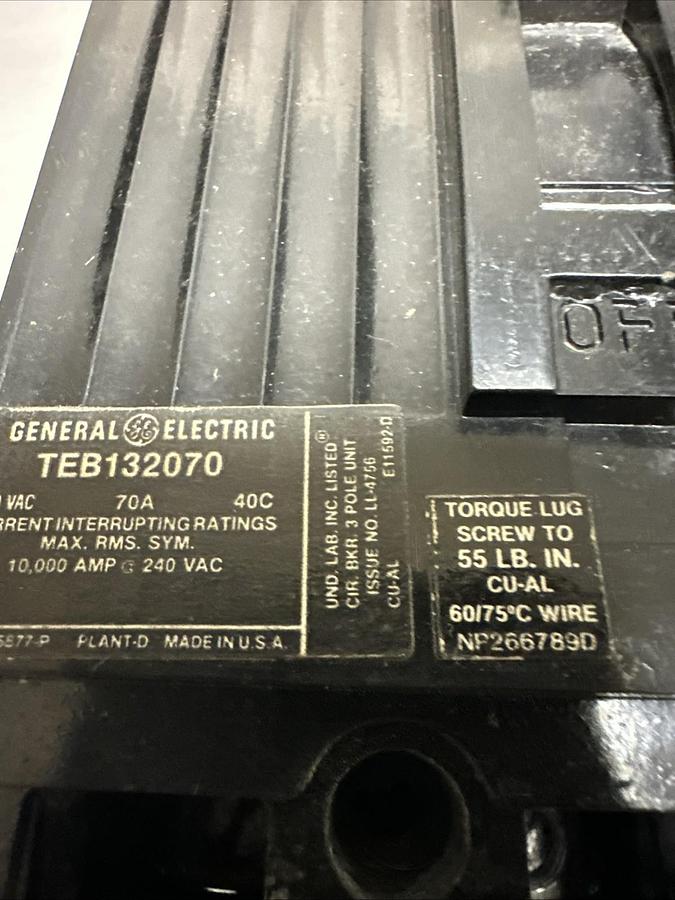 OFF
GENERAL GE ELECTRIC
TEB132070
VAC 70A 40C
RRENT INTERRUPTING RATINGS
MAX. RMS. SYM.
10,000 AMP @ 240 VAC
5877-P PLANT-D MADE IN U.S.A.
UND. LAB. INC. LISTED®
CIR. BKR. 3 POLE UNIT
ISSUE NO. LL-4756
CU-AL E11592-D
TORQUE LUG
SCREW TO
55 LB. IN.
CU-AL
60/75°C WIRE
NP266789D